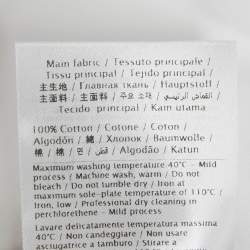 Main fabric / Tessuto principale /
Tissu principal / Tejido principal /
主生地 / Главная ткань / Hauptstoff /
主面料 / 主面料 / 주요 소재 / القماش الرئيسي /
Tecido principal / Kain utama
100% Cotton / Cotone / Coton /
Algodón / 綿 / Хлопок / Baumwolle /
棉 / 棉 / 면 / قطن / Algodão / Katun
Maximum washing temperature 40°C - Mild
process / Machine wash, warm / Do not
bleach / Do not tumble dry / Iron at
maximum sole-plate temperature of 110°C /
Iron, low / Professional dry cleaning in
perchlorethene - Mild process
Lavare delicatamente temperatura massima
40°C / Non candeggiare / Non usare
asciugatrice a tamburo / Stirare a